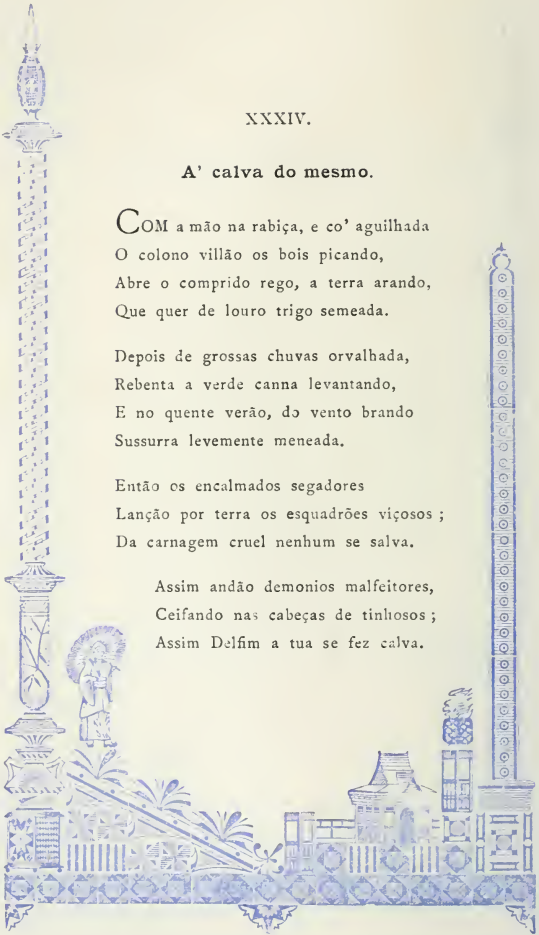 XXXIV.
A' calva do mesmo.
COM a mão na rabiça, e co' aguilhada
O colono villão os bois picando,
Abre o comprido rego, a terra arando,
Que quer de louro trigo semeada.
Depois de grossas chuvas orvalhada,
Rebenta a verde canna levantando,
E no quente verão, do vento brando
Sussurra levemente meneada.
Então os encalmados segadores
Lanção por terra os esquadrões viçosos ;
Da carnagem cruel nenhum se salva.
Assim andão demonios malfeitores,
Ceifando nas cabeças de tinhosos ;
Assim Delfim a tua se fez calva.